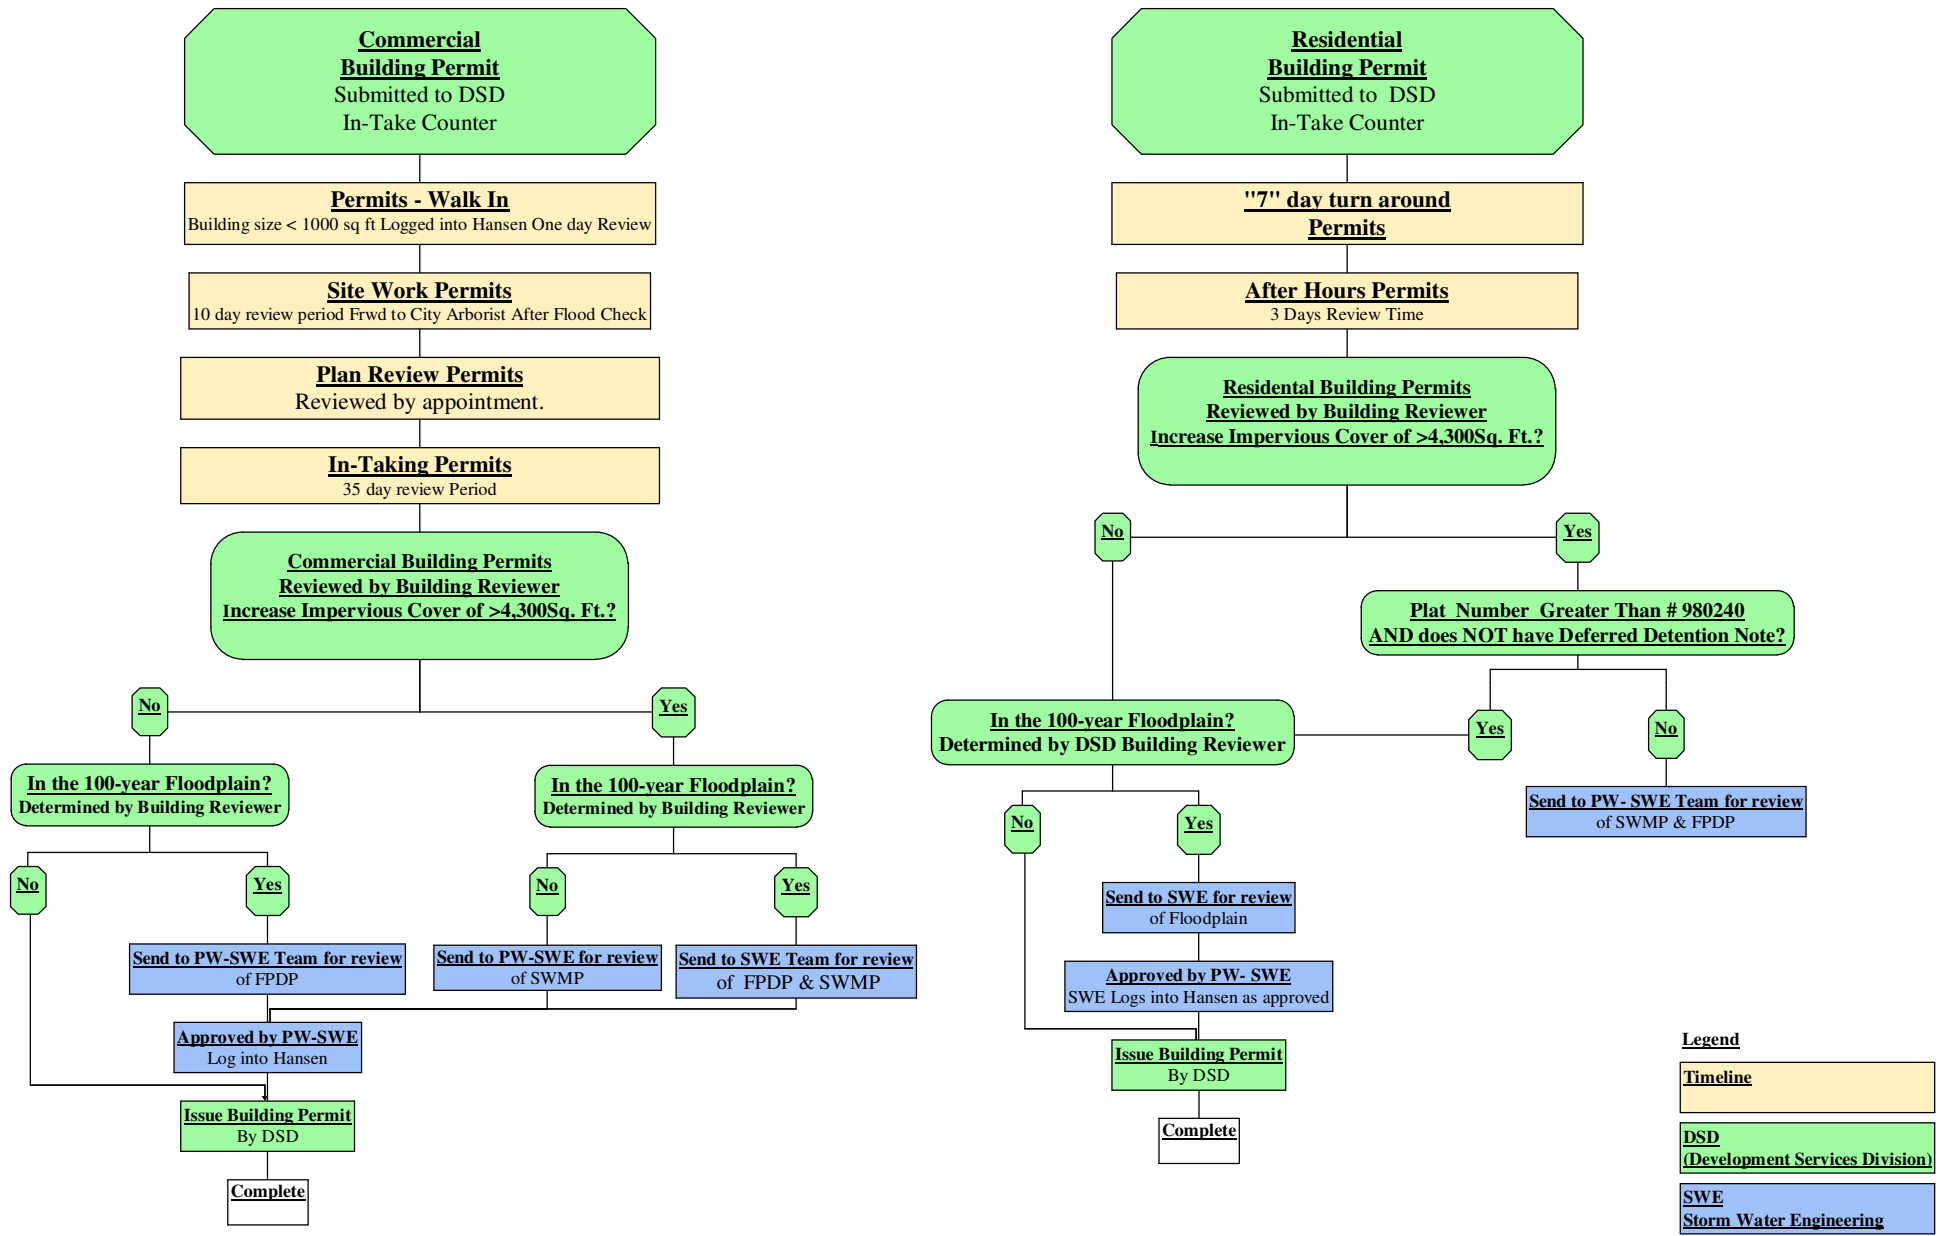 Commercial
Building Permit
Submitted to DSD
In-Take Counter
Permits - Walk In
Building size < 1000 sq ft Logged into Hansen One day Review
Site Work Permits
10 day review period Frwd to City Arborist After Flood Check
Plan Review Permits
Reviewed by appointment.
In-Taking Permits
35 day review Period
Commercial Building Permits
Reviewed by Building Reviewer
Increase Impervious Cover of >4,300Sq. Ft.?
No
Yes
In the 100-year Floodplain?
Determined by Building Reviewer
In the 100-year Floodplain?
Determined by Building Reviewer
No
Yes
No
Yes
Send to PW-SWE Team for review
of FPDP
Send to PW-SWE for review
of SWMP
Send to SWE Team for review
of FPDP & SWMP
Approved by PW-SWE
Log into Hansen
Issue Building Permit
By DSD
Complete
Residential
Building Permit
Submitted to DSD
In-Take Counter
"7" day turn around
Permits
After Hours Permits
3 Days Review Time
Residental Building Permits
Reviewed by Building Reviewer
Increase Impervious Cover of >4,300Sq. Ft.?
No
Yes
Plat Number Greater Than # 980240
AND does NOT have Deferred Detention Note?
In the 100-year Floodplain?
Determined by DSD Building Reviewer
Yes
No
Send to PW- SWE Team for review
of SWMP & FPDP
No
Yes
Send to SWE for review
of Floodplain
Approved by PW- SWE
SWE Logs into Hansen as approved
Issue Building Permit
By DSD
Complete
Legend
Timeline
DSD
(Development Services Division)
SWE
Storm Water Engineering